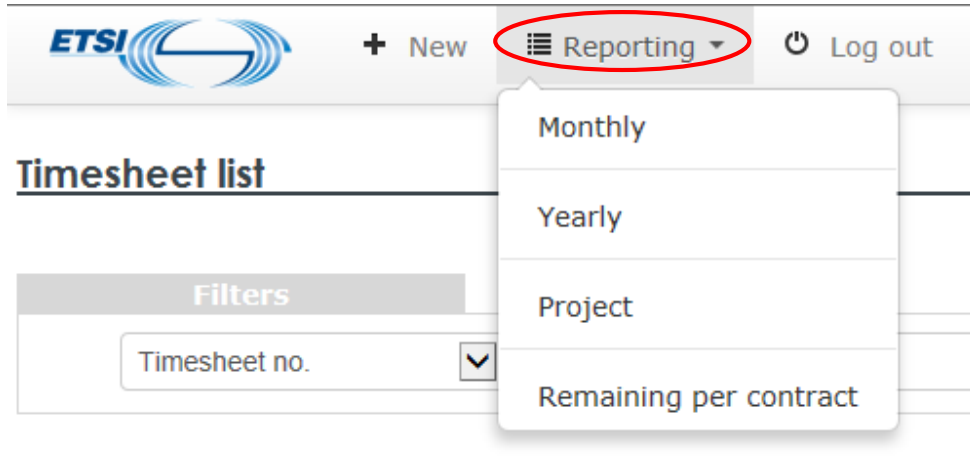 ETSI
New
Reporting
Log out
Monthly
Timesheet list
Yearly
Filters
Project
Timesheet no.
Remaining per contract